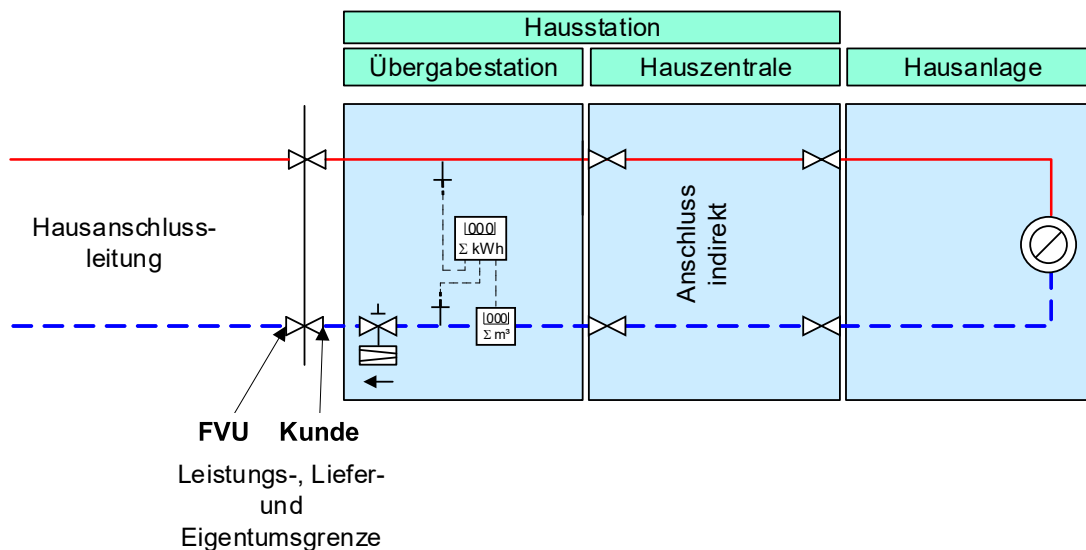 Hausstation
Übergabestation
Hauszentrale
Hausanlage
Hausanschluss-
leitung
000
Σ kWh
000
Σ m³
Anschluss
indirekt
FVU Kunde
Leistungs-, Liefer-
und
Eigentumsgrenze